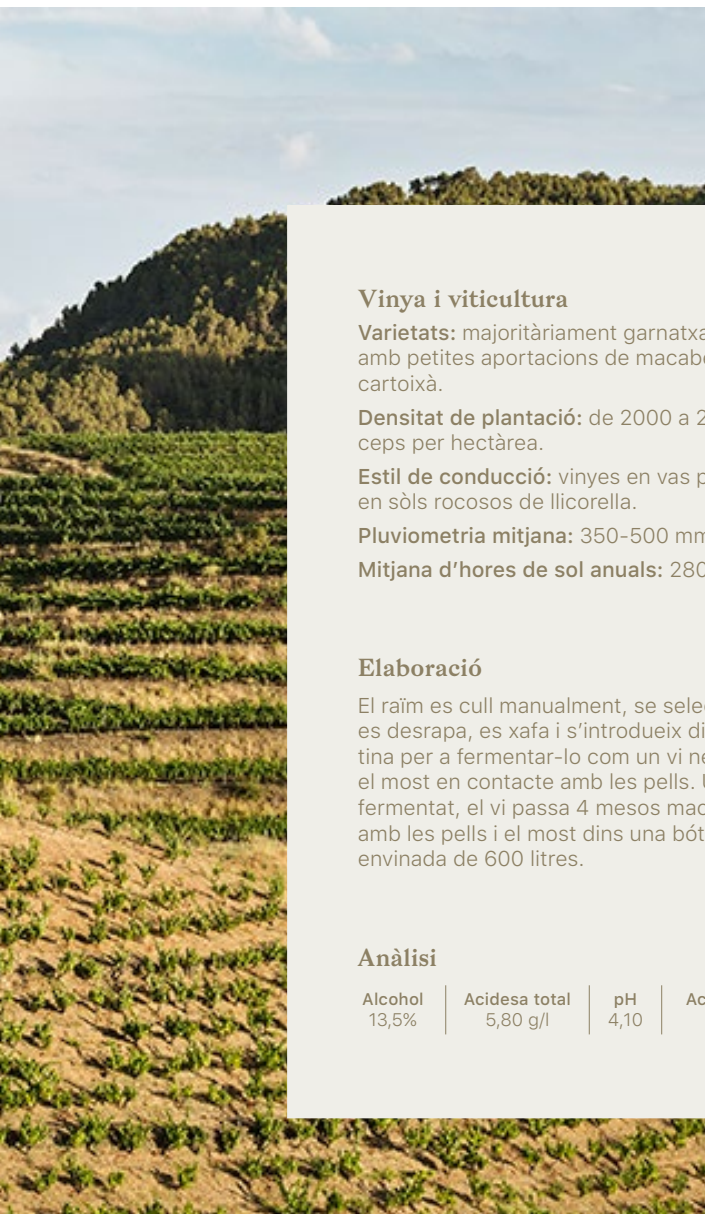 Vinya i viticultura
Varietats: majoritàriament garnatxa
amb petites aportacions de
cartoixà.
Densitat de plantació: de 2000 a
ceps per hectàrea.
Estil de conducció: vinyes en vas
en sòls rocosos de llicorella.
Pluviometria mitjana: 350-500 mm
Mitjana d’hores de sol anuals:
Elaboració
El raïm es cull manualment, se
es desrapa, es xafa i s’introdueix
tina per a fermentar-lo com un vi
el most en contacte amb les pells.
fermentat, el vi passa 4 mesos
amb les pells i el most dins una
envinada de 600 litres.
Anàlisi
Alcohol Acidesa total pH
13,5% 5,80 g/l 4,10